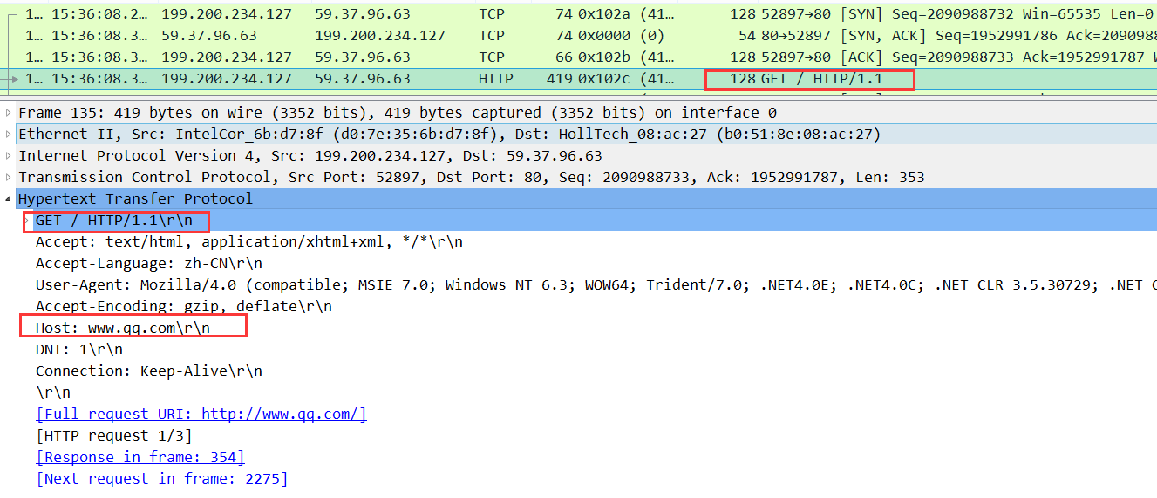 1... 15:36:08.2... 199.200.234.127 59.37.96.63 TCP 74 0x102a (41... 128 52897→80 [SYN] Seq=2090988732 Win=65535 Len=0
1... 15:36:08.3... 59.37.96.63 199.200.234.127 TCP 74 0x0000 (0) 54 80→52897 [SYN, ACK] Seq=1952991786 Ack=209098
1... 15:36:08.3... 199.200.234.127 59.37.96.63 TCP 66 0x102b (41... 128 52897→80 [ACK] Seq=2090988733 Ack=1952991787 W
1... 15:36:08.3... 199.200.234.127 59.37.96.63 HTTP 419 0x102c (41... 128 GET / HTTP/1.1
Frame 135: 419 bytes on wire (3352 bits), 419 bytes captured (3352 bits) on interface 0
Ethernet II, Src: IntelCor_6b:d7:8f (d0:7e:35:6b:d7:8f), Dst: HollTech_08:ac:27 (b0:51:8e:08:ac:27)
Internet Protocol Version 4, Src: 199.200.234.127, Dst: 59.37.96.63
Transmission Control Protocol, Src Port: 52897, Dst Port: 80, Seq: 2090988733, Ack: 1952991787, Len: 353
Hypertext Transfer Protocol
GET / HTTP/1.1\r\n
Accept: text/html, application/xhtml+xml, */*\r\n
Accept-Language: zh-CN\r\n
User-Agent: Mozilla/4.0 (compatible; MSIE 7.0; Windows NT 6.3; WOW64; Trident/7.0; .NET4.0E; .NET4.0C; .NET CLR 3.5.30729; .NET C
Accept-Encoding: gzip, deflate\r\n
Host: www.qq.com\r\n
DNT: 1\r\n
Connection: Keep-Alive\r\n
\r\n
[Full request URI: http://www.qq.com/]
[HTTP request 1/3]
[Response in frame: 354]
[Next request in frame: 2275]